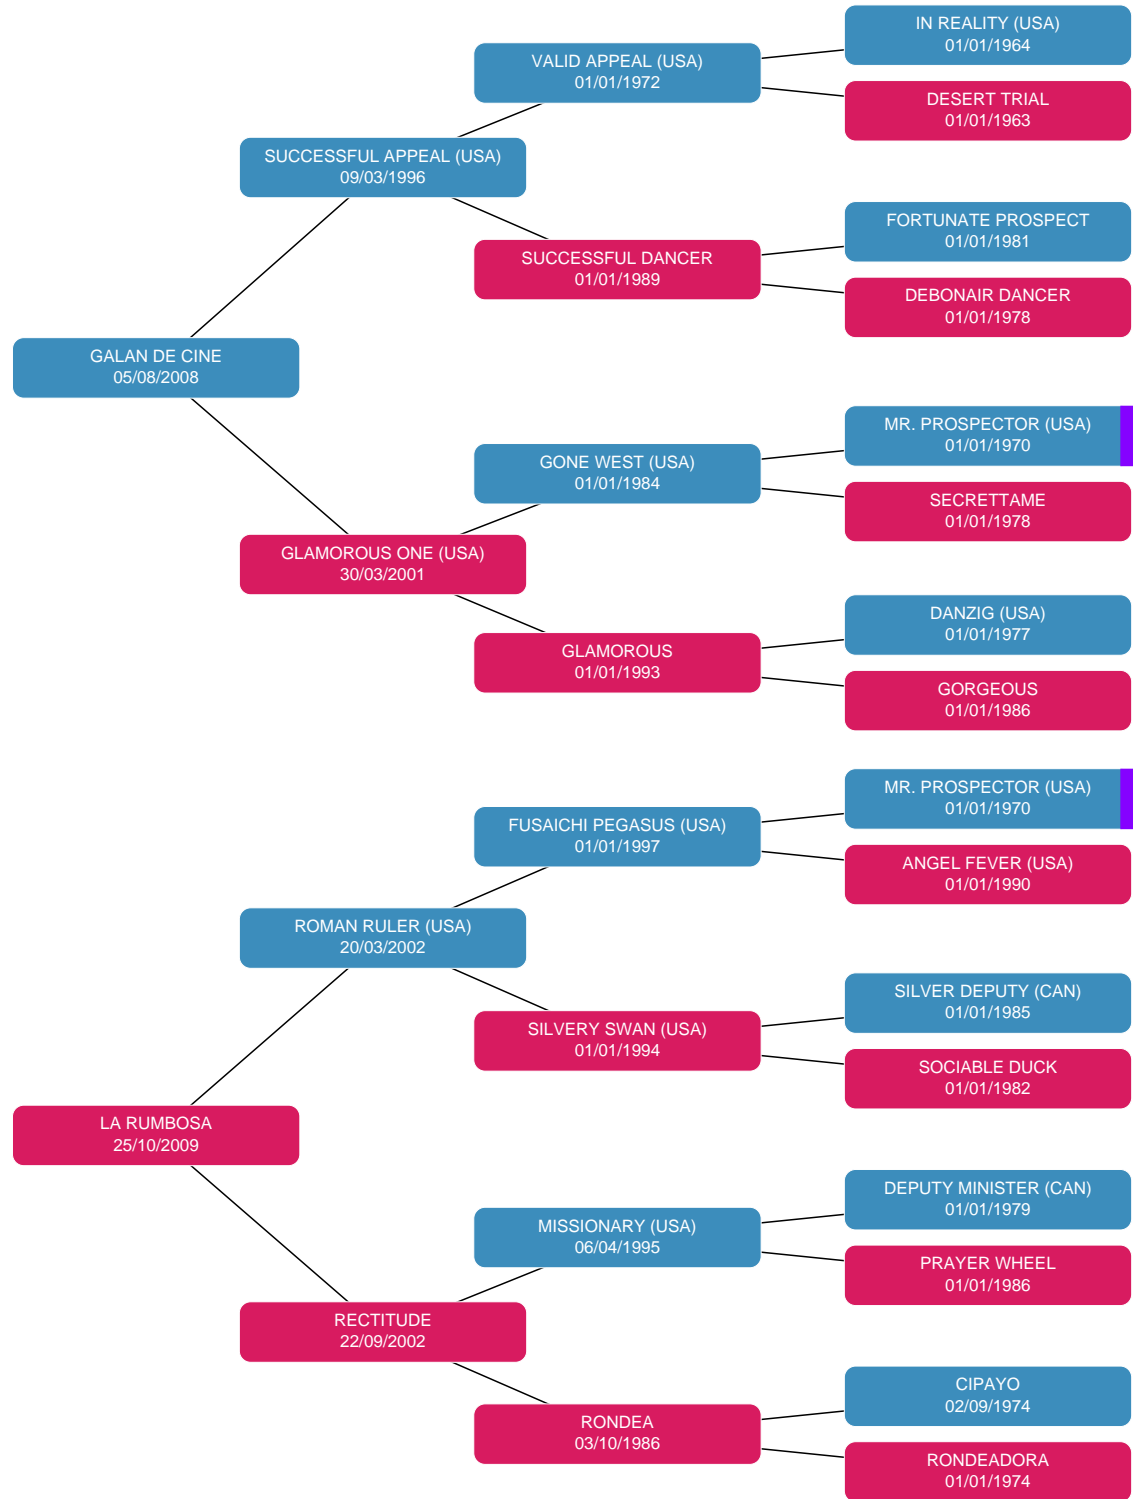 IN REALITY (USA)
01/01/1964
VALID APPEAL (USA)
01/01/1972
DESERT TRIAL
01/01/1963
SUCCESSFUL APPEAL (USA)
09/03/1996
FORTUNATE PROSPECT
01/01/1981
SUCCESSFUL DANCER
01/01/1989
DEBONAIR DANCER
01/01/1978
GALAN DE CINE
05/08/2008
MR. PROSPECTOR (USA)
01/01/1970
GONE WEST (USA)
01/01/1984
SECRETTAME
01/01/1978
GLAMOROUS ONE (USA)
30/03/2001
DANZIG (USA)
01/01/1977
GLAMOROUS
01/01/1993
GORGEOUS
01/01/1986
MR. PROSPECTOR (USA)
01/01/1970
FUSAICHI PEGASUS (USA)
01/01/1997
ANGEL FEVER (USA)
01/01/1990
ROMAN RULER (USA)
20/03/2002
SILVER DEPUTY (CAN)
01/01/1985
SILVERY SWAN (USA)
01/01/1994
SOCIABLE DUCK
01/01/1982
LA RUMBOSA
25/10/2009
DEPUTY MINISTER (CAN)
01/01/1979
MISSIONARY (USA)
06/04/1995
PRAYER WHEEL
01/01/1986
RECTITUDE
22/09/2002
CIPAYO
02/09/1974
RONDEA
03/10/1986
RONDEADORA
01/01/1974